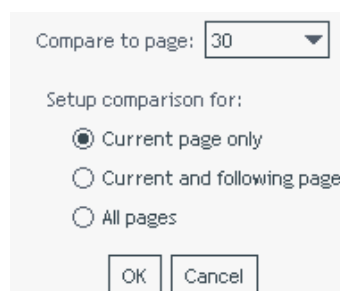 Compare to page: 30
Setup comparison for:
Current page only
Current and following page
All pages
OK Cancel